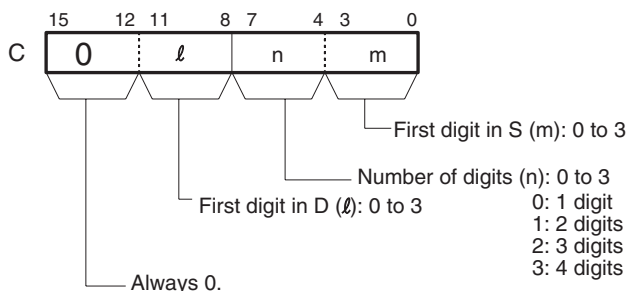 15 12 11 8 7 4 3 0
C 0 ℓ n m
First digit in S (m): 0 to 3
Number of digits (n): 0 to 3
0: 1 digit
1: 2 digits
2: 3 digits
3: 4 digits
First digit in D (ℓ): 0 to 3
Always 0.